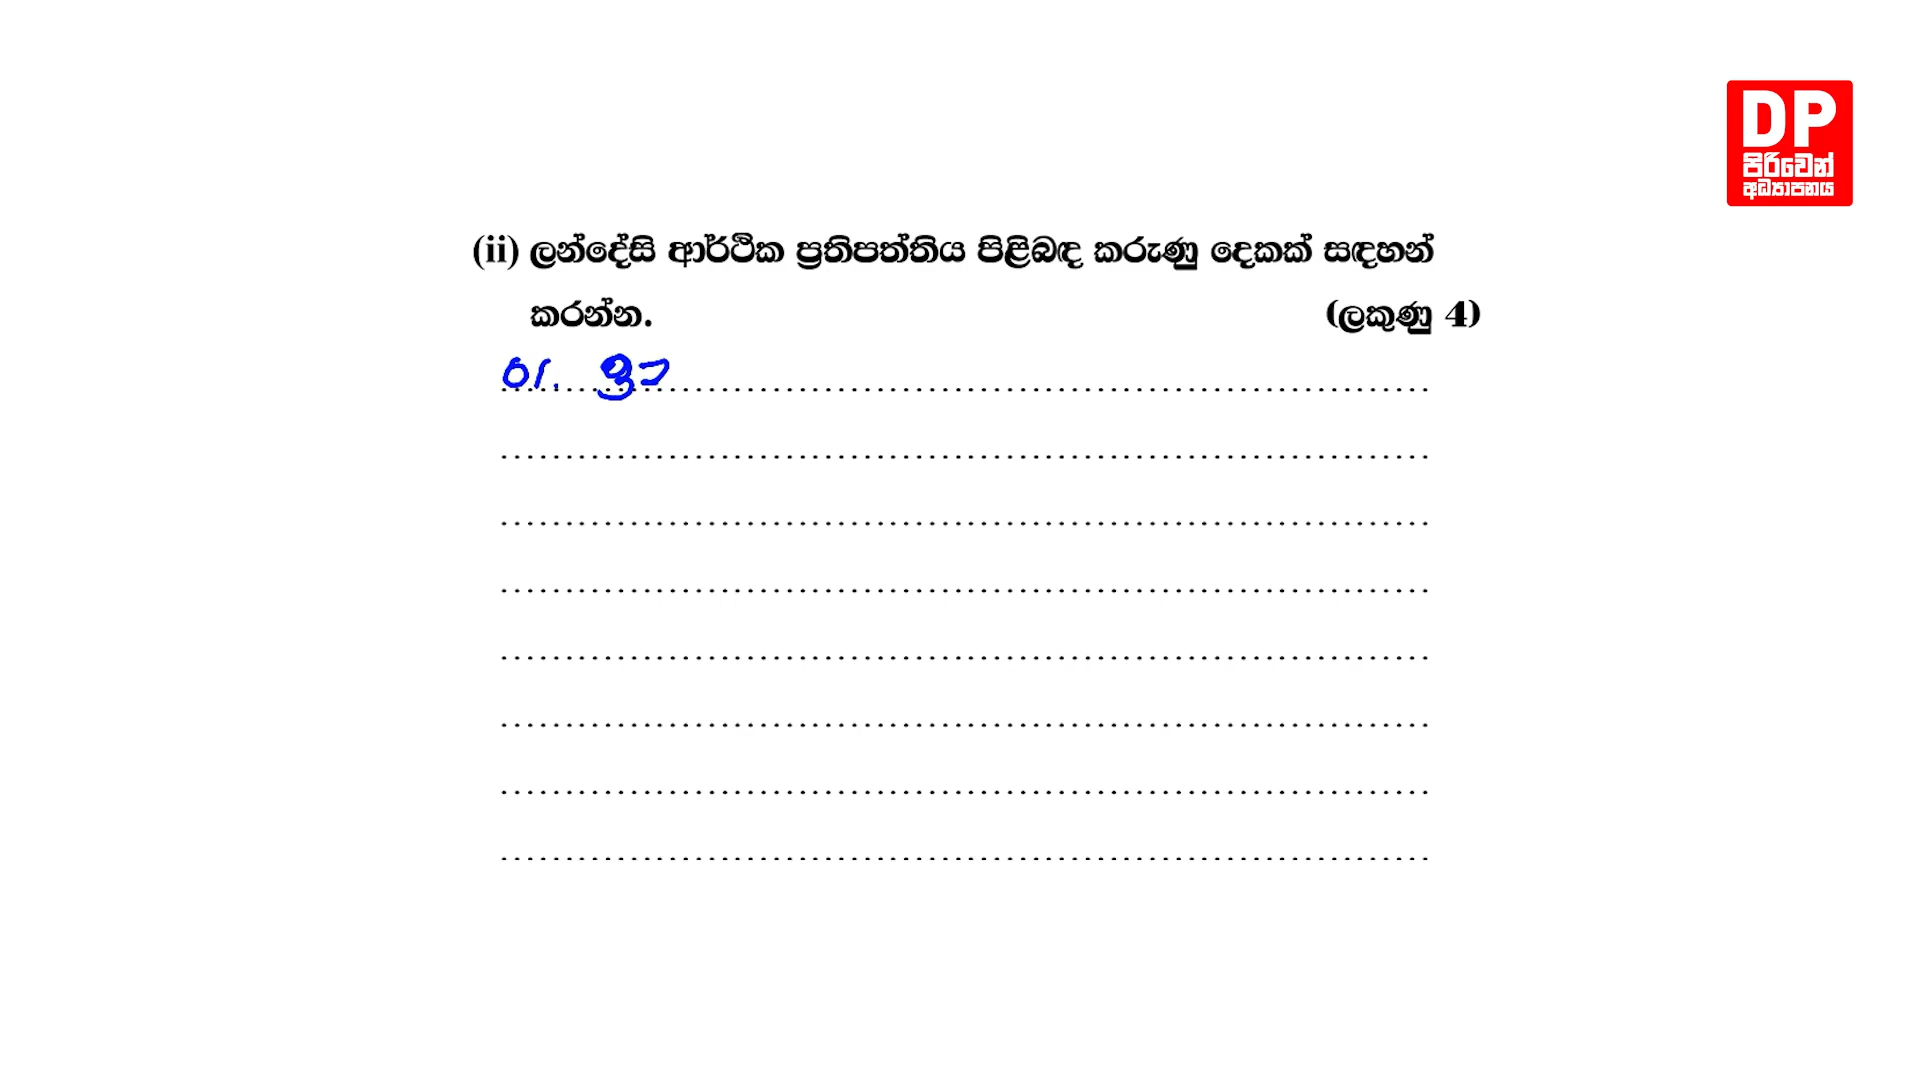 DP
පිරිවෙන්
අධ්‍යාපනය
(ii) ලන්දේසි ආර්ථික ප්‍රතිපත්තිය පිළිබඳ කරුණු දෙකක් සඳහන්
කරන්න. (ලකුණු 4)
01.